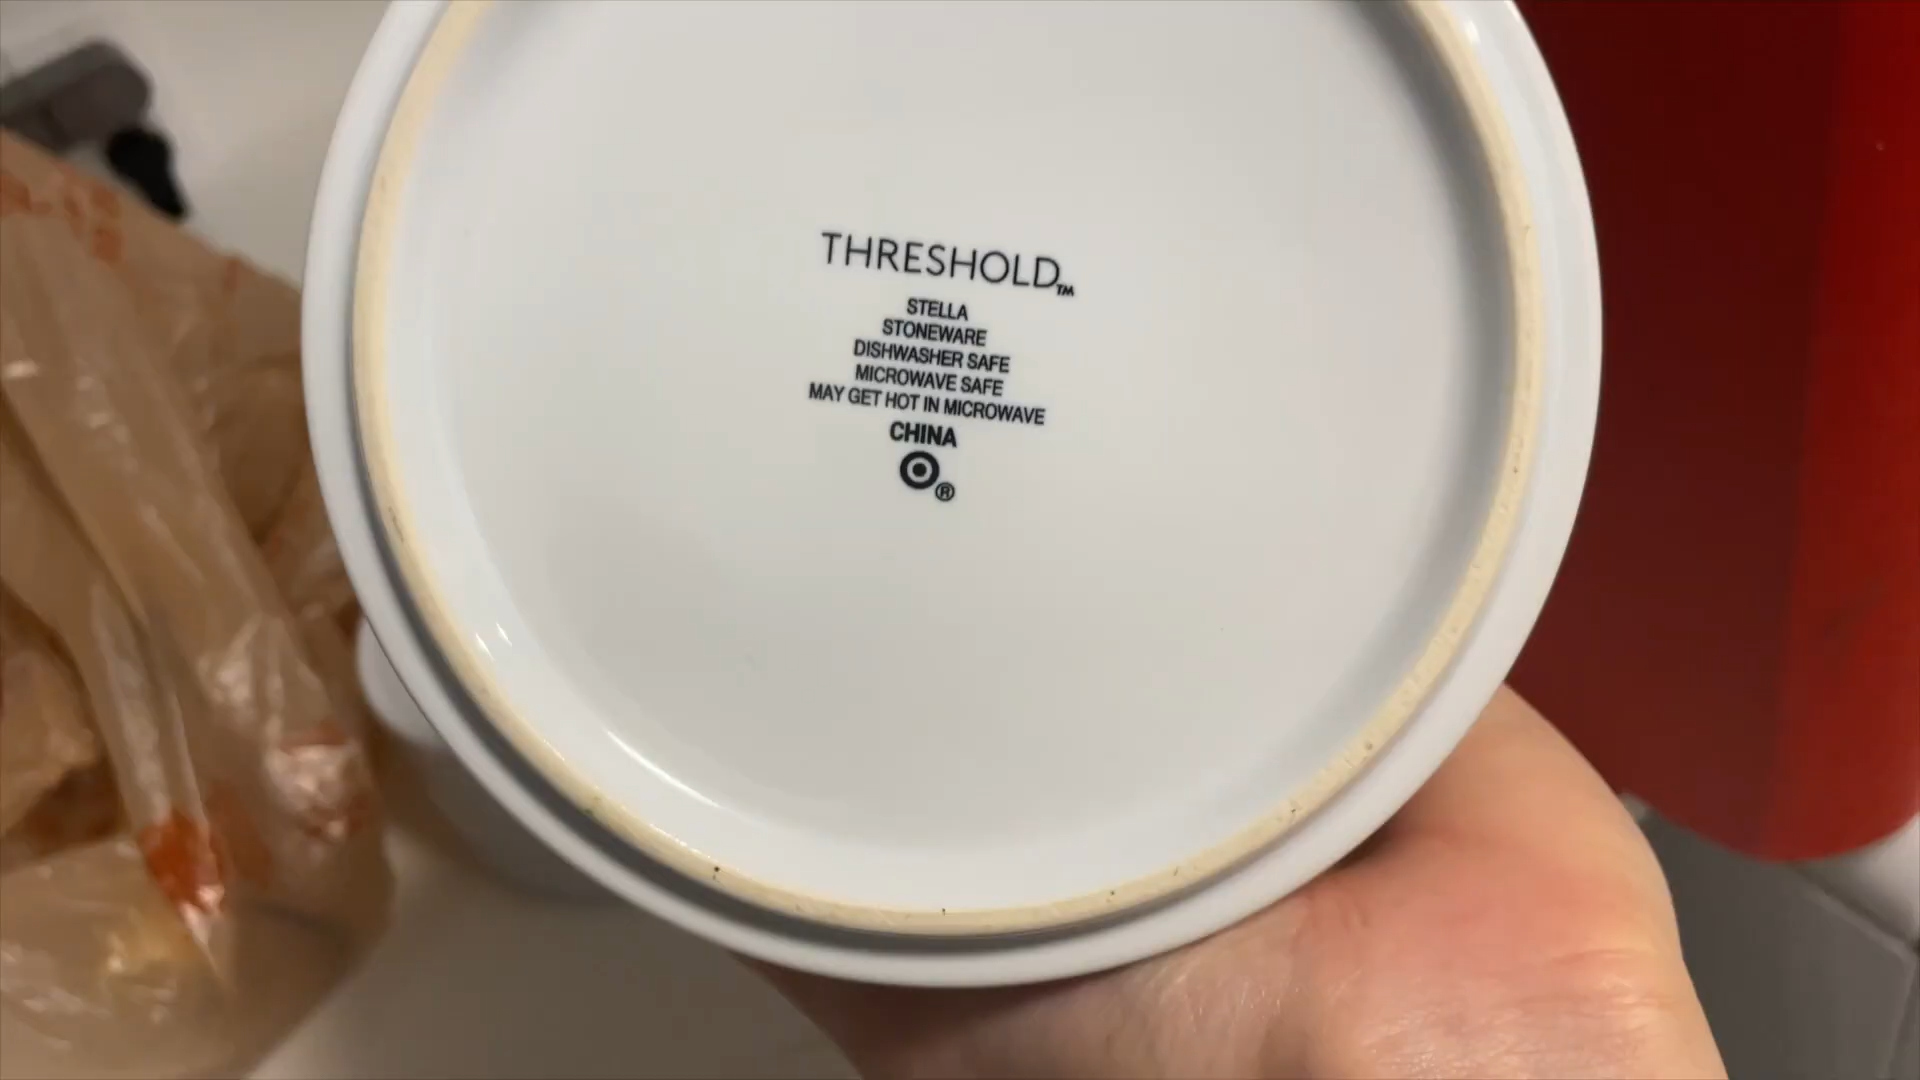 THRESHOLD™
STELLA
STONEWARE
DISHWASHER SAFE
MICROWAVE SAFE
MAY GET HOT IN MICROWAVE
CHINA
®